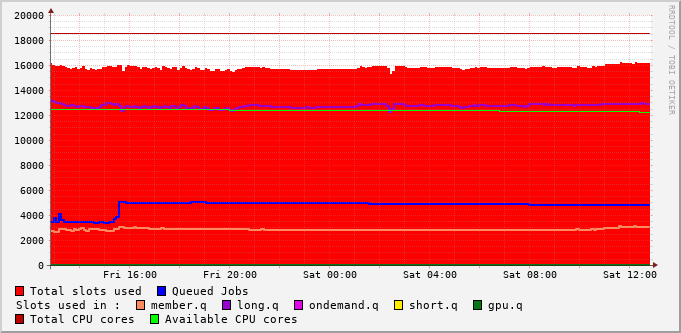 20000
18000
16000
14000
12000
10000
8000
6000
4000
2000
0
Fri 16:00 Fri 20:00 Sat 00:00 Sat 04:00 Sat 08:00 Sat 12:00
RRDTOOL / TOBI OETIKER
Total slots used Queued Jobs
Slots used in : member.q long.q ondemand.q short.q gpu.q
Total CPU cores Available CPU cores